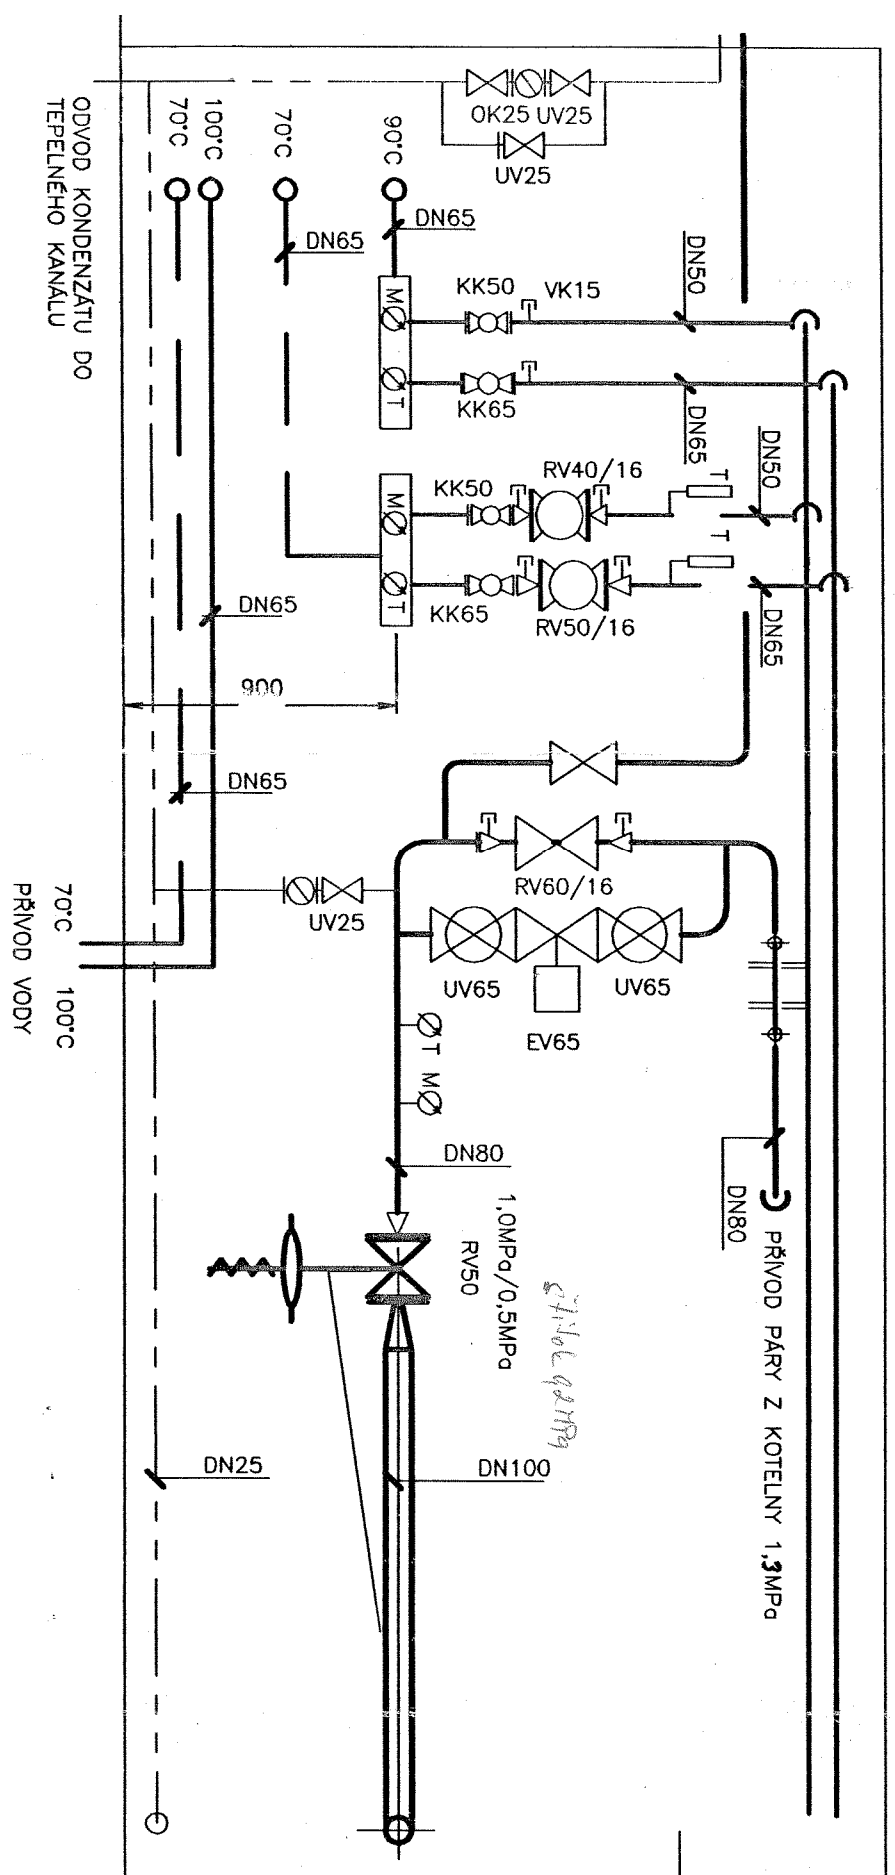 OK25
UV25
UV25
ODVOD KONDENZÁTU DO
TEPELNÉHO KANÁLU
70°C
100°C
70°C
90°C
DN65
DN65
DN50
KK50
VK15
M
T
KK65
DN65
DN50
RV40/16
T
KK50
M
T
T
KK65
RV50/16
DN65
DN65
900
DN65
RV60/16
UV25
70°C
100°C
PŘÍVOD VODY
UV65
UV65
EV65
T
M
DN80
DN80
1,0MPa/0,5MPa
RV50
PŘÍVOD PÁRY Z KOTELNY 1,3MPa
DN25
DN100